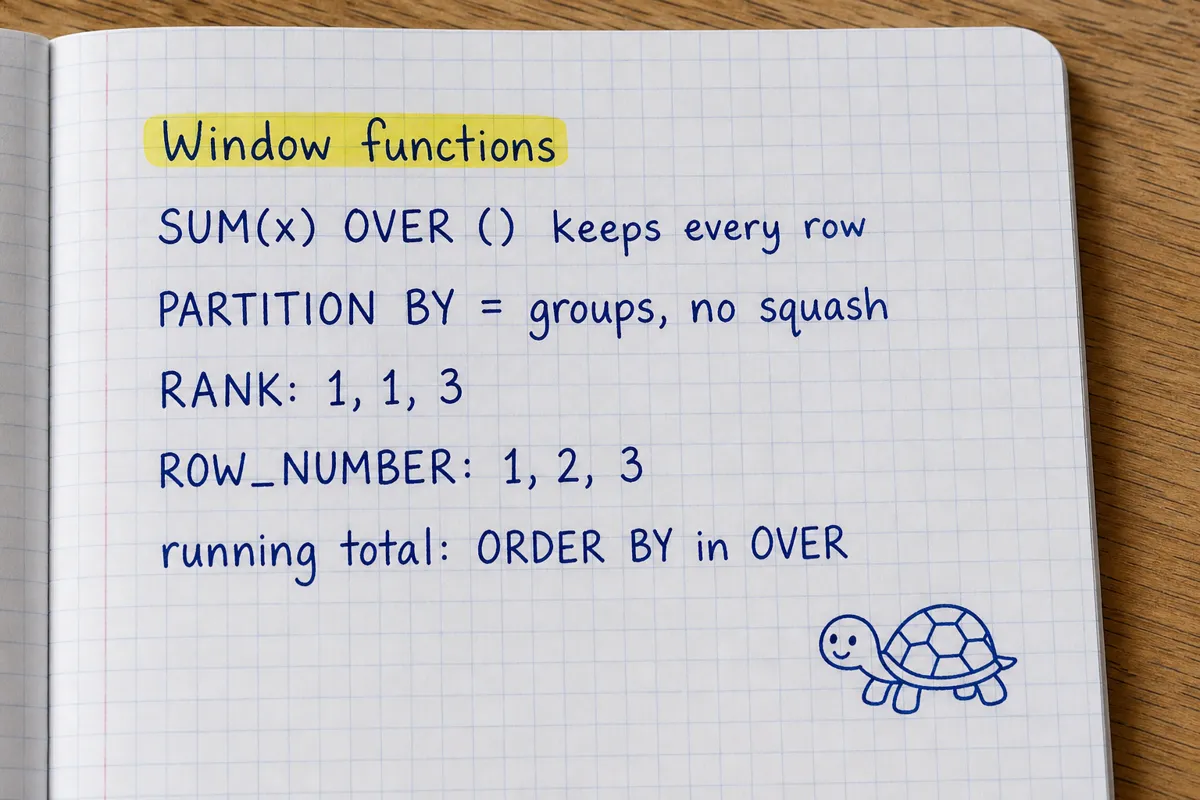 Window functions
SUM(x) OVER () keeps every row
PARTITION BY = groups, no squash
RANK: 1, 1, 3
ROW_NUMBER: 1, 2, 3
running total: ORDER BY in OVER